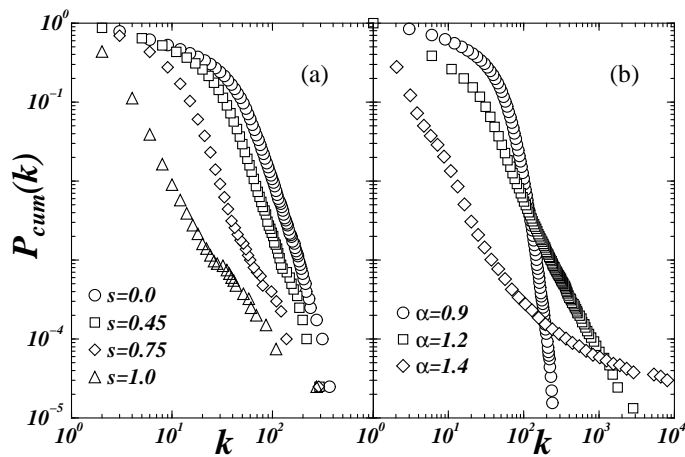 10^0
(a)
(b)
10^-1
P_cum(k)
s=0.0
s=0.45
s=0.75
s=1.0
α=0.9
α=1.2
α=1.4
10^-4
10^-5
10^0 10^1 10^2 10^3 10^0 10^1 10^2 10^3 10^4
k k